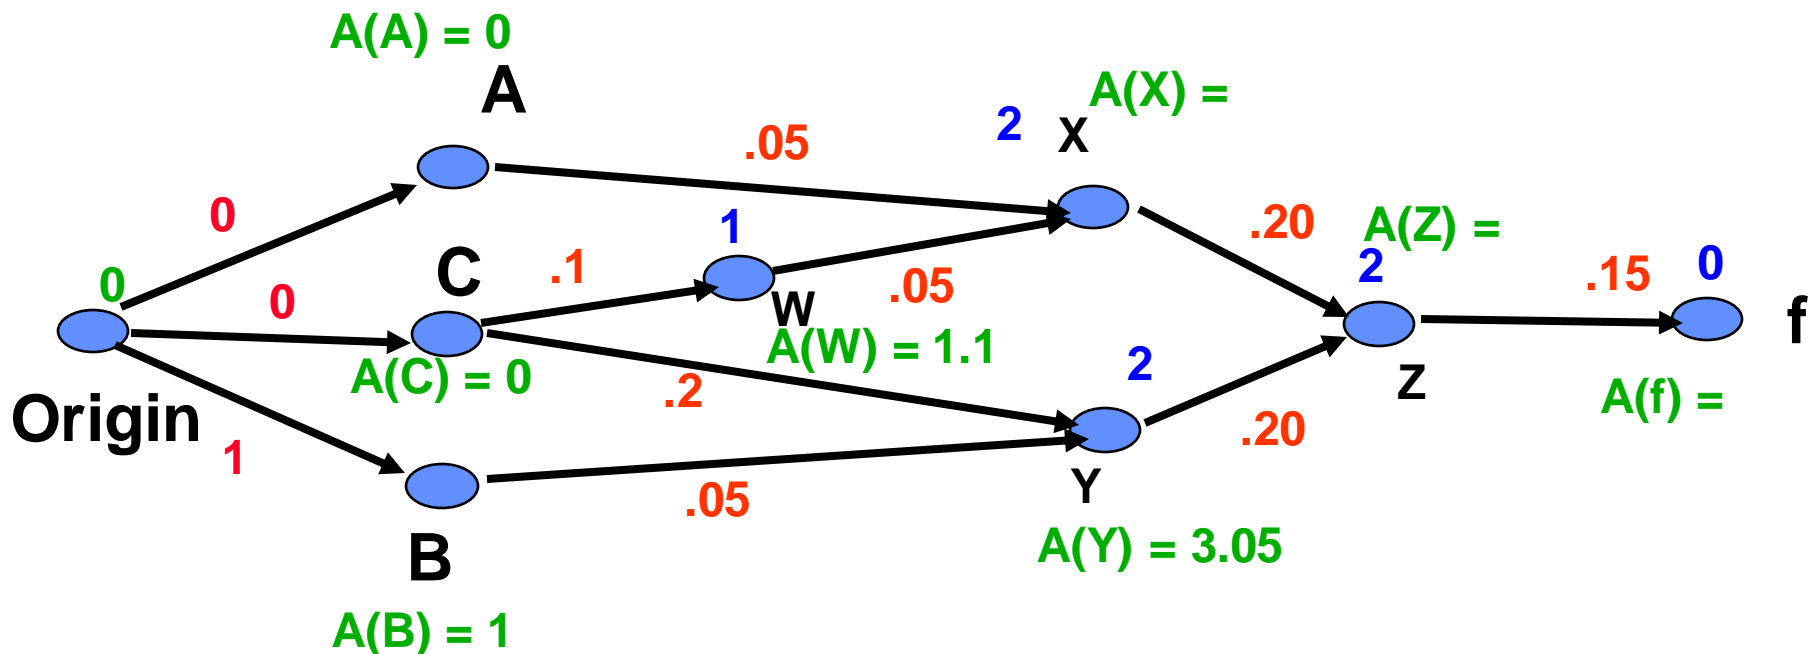 A(A) = 0
A
A(X) =
2
X
.05
0
1
.20
A(Z) =
C
.1
2
.15
0
0
0
W
.05
f
A(W) = 1.1
2
A(C) = 0
.2
Z
A(f) =
Origin
1
.20
.05
Y
B
A(Y) = 3.05
A(B) = 1